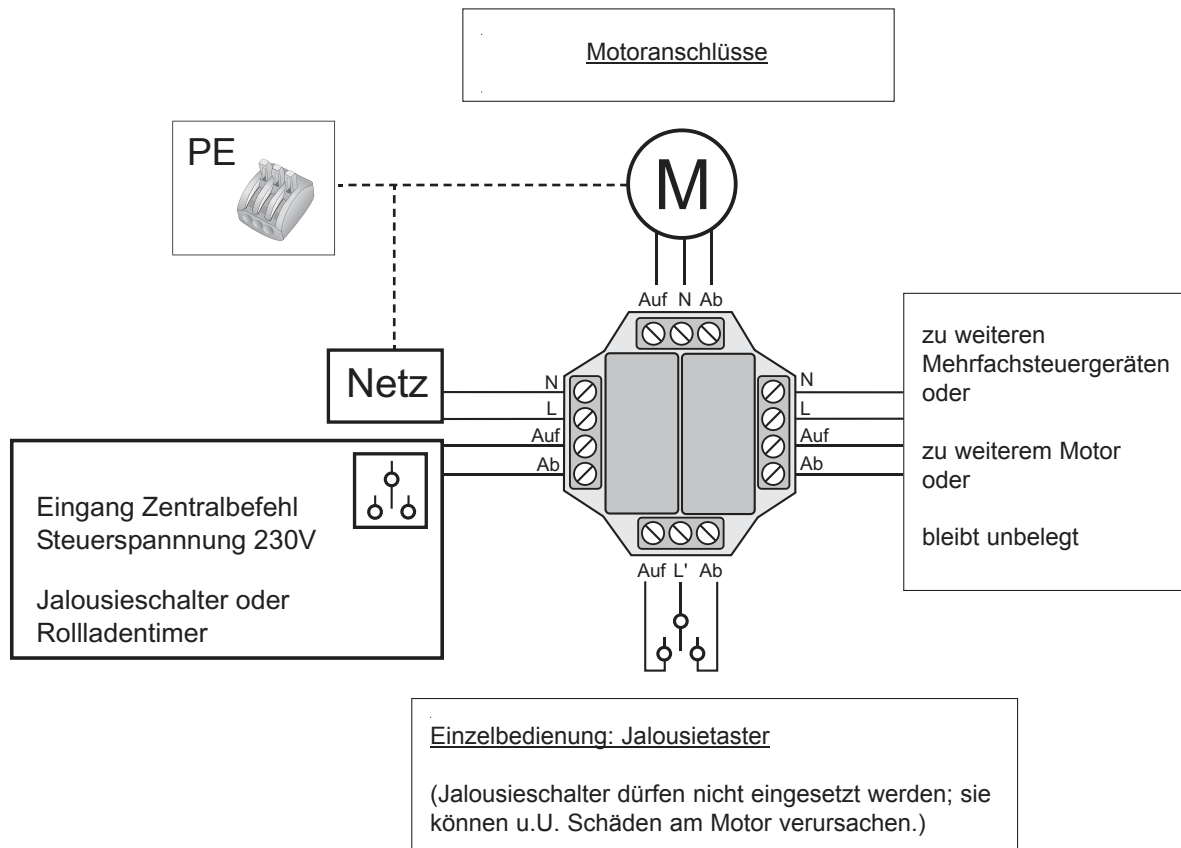 Motoranschlüsse
PE
M
Auf N Ab
Netz
N
L
Auf
Ab
N
L
Auf
Ab
zu weiteren
Mehrfachsteuergeräten
oder
zu weiterem Motor
oder
bleibt unbelegt
Eingang Zentralbefehl
Steuerspannnung 230V
Jalousieschalter oder
Rollladentimer
Auf L' Ab
Einzelbedienung: Jalousietaster
(Jalousieschalter dürfen nicht eingesetzt werden; sie
können u.U. Schäden am Motor verursachen.)